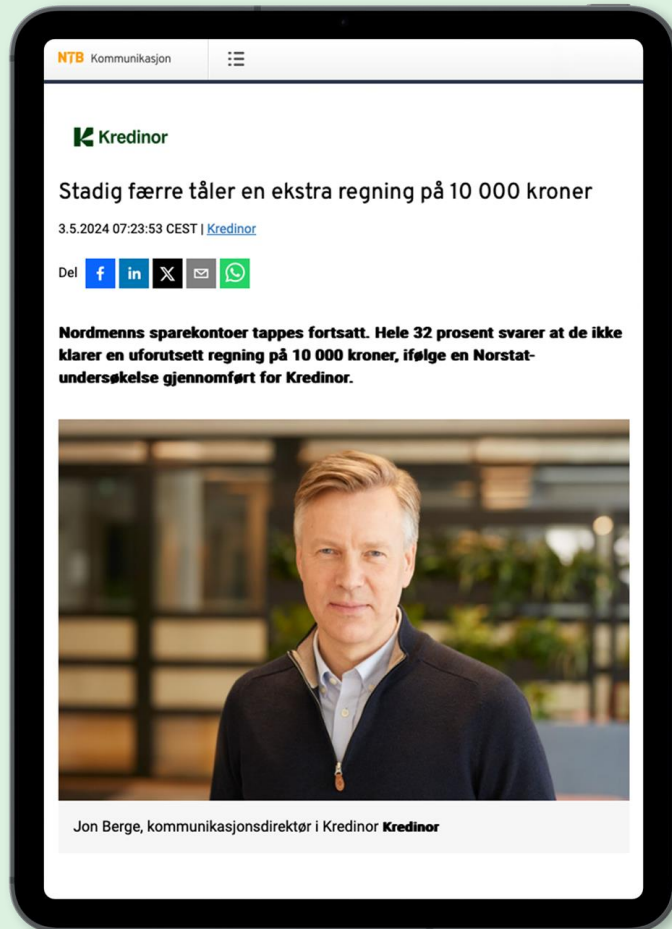 NTB Kommunikasjon
Kredinor
Stadig færre tåler en ekstra regning på 10 000 kroner
3.5.2024 07:23:53 CEST | Kredinor
Del
Nordmenns sparekontoer tappes fortsatt. Hele 32 prosent svarer at de ikke
klarer en uforutsett regning på 10 000 kroner, ifølge en Norstat-
undersøkelse gjennomført for Kredinor.
Jon Berge, kommunikasjonsdirektør i Kredinor Kredinor